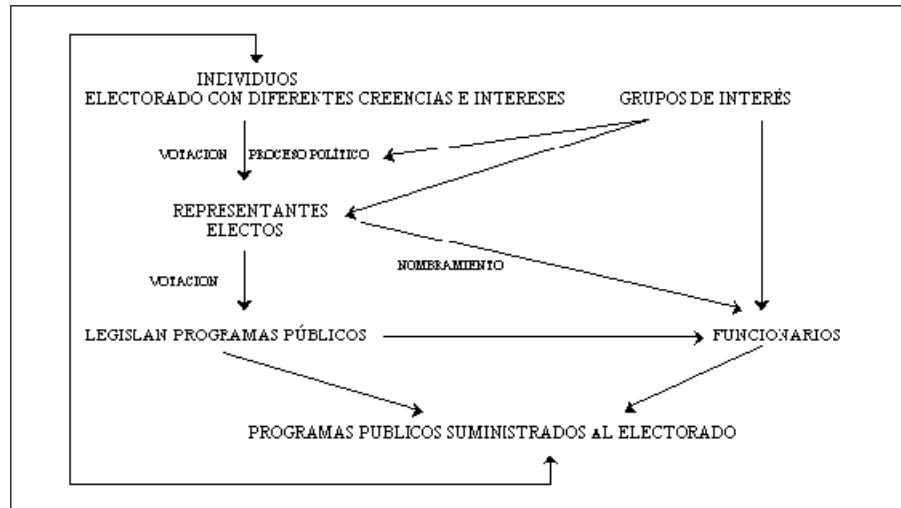 INDIVIDUOS
ELECTORADO CON DIFERENTES CREENCIAS E INTERESES
GRUPOS DE INTERÉS
VOTACION
PROCESO POLÍTICO
REPRESENTANTES
ELECTOS
NOMBRAMIENTO
VOTACION
LEGISLAN PROGRAMAS PÚBLICOS
FUNCIONARIOS
PROGRAMAS PUBLICOS SUMINISTRADOS AL ELECTORADO